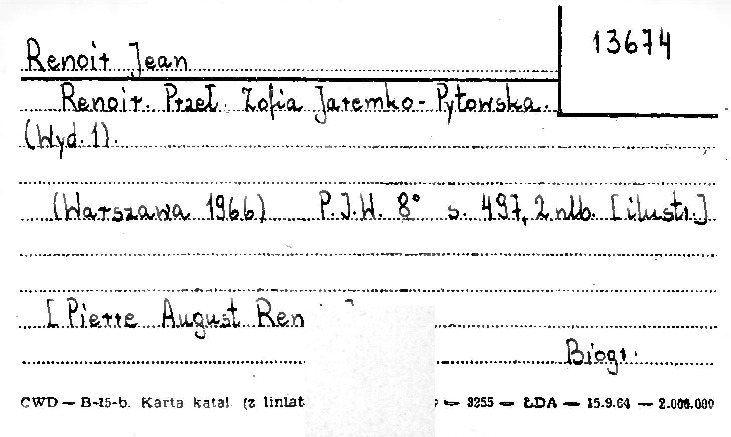 13674
Renoir Jean
Renoir. Przeł. Zofia Jaremko-Pytowska.
(Wyd. 1).
(Warszawa 1966) P.I.W. 8° s. 497, 2 nlb. [ilustr.]
[Pierre August Ren
Biogr.
CWD — B-15-b. Karta katal. (z liniat — 3255 — ŁDA — 15.9.64 — 2.000.000